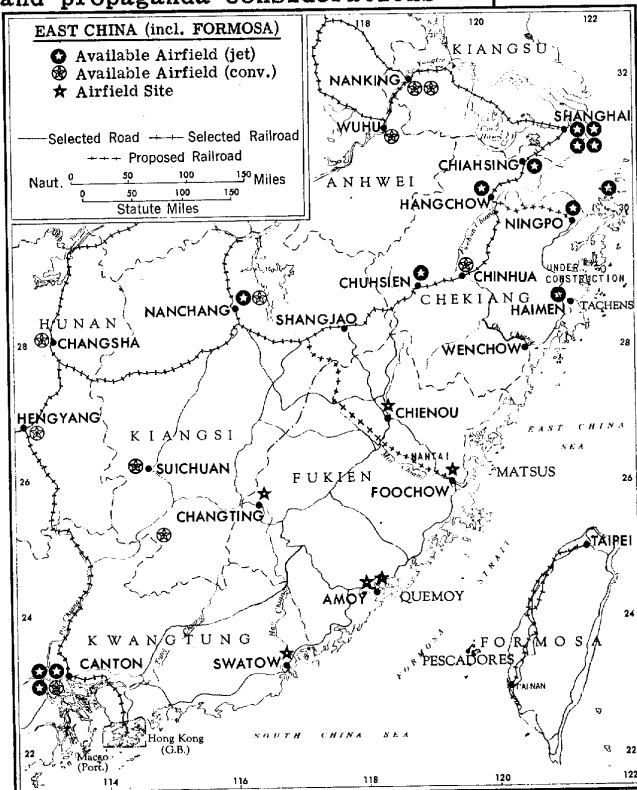 and propaganda considerations
EAST CHINA (incl. FORMOSA)
Available Airfield (jet)
Available Airfield (conv.)
Airfield Site
Selected Road
Selected Railroad
Proposed Railroad
Naut. 0 50 100 150 Miles
0 50 100 150
Statute Miles
118
120
122
KIANGSU
32
NANKING
SHANGHAI
WUHU
CHIAHSING
ANHWEI
HANGCHOW
30
NINGPO
UNDER
CONSTRUCTION
CHUHSIEN
CHINHUA
CHEKIANG
HAIMEN
TACHENS
NANCHANG
SHANGJAO
HUNAN
28
CHANGSHA
WENCHOW
28
HENGYANG
CHIENOU
KIANGSI
EAST CHINA
SEA
NANTAI
SUICHUAN
MATSUS
26
FUKIEN
26
FOOCHOW
CHANGTING
TAIPEI
AMOY
QUEMOY
24
24
FORMOSA STRAIT
KWANGTUNG
FORMOSA
CANTON
SWATOW
PESCADORES
TAI-NAN
Hong Kong
(G.B.)
SOUTH CHINA SEA
22
Macao
(Port.)
22
114
116
118
120
122